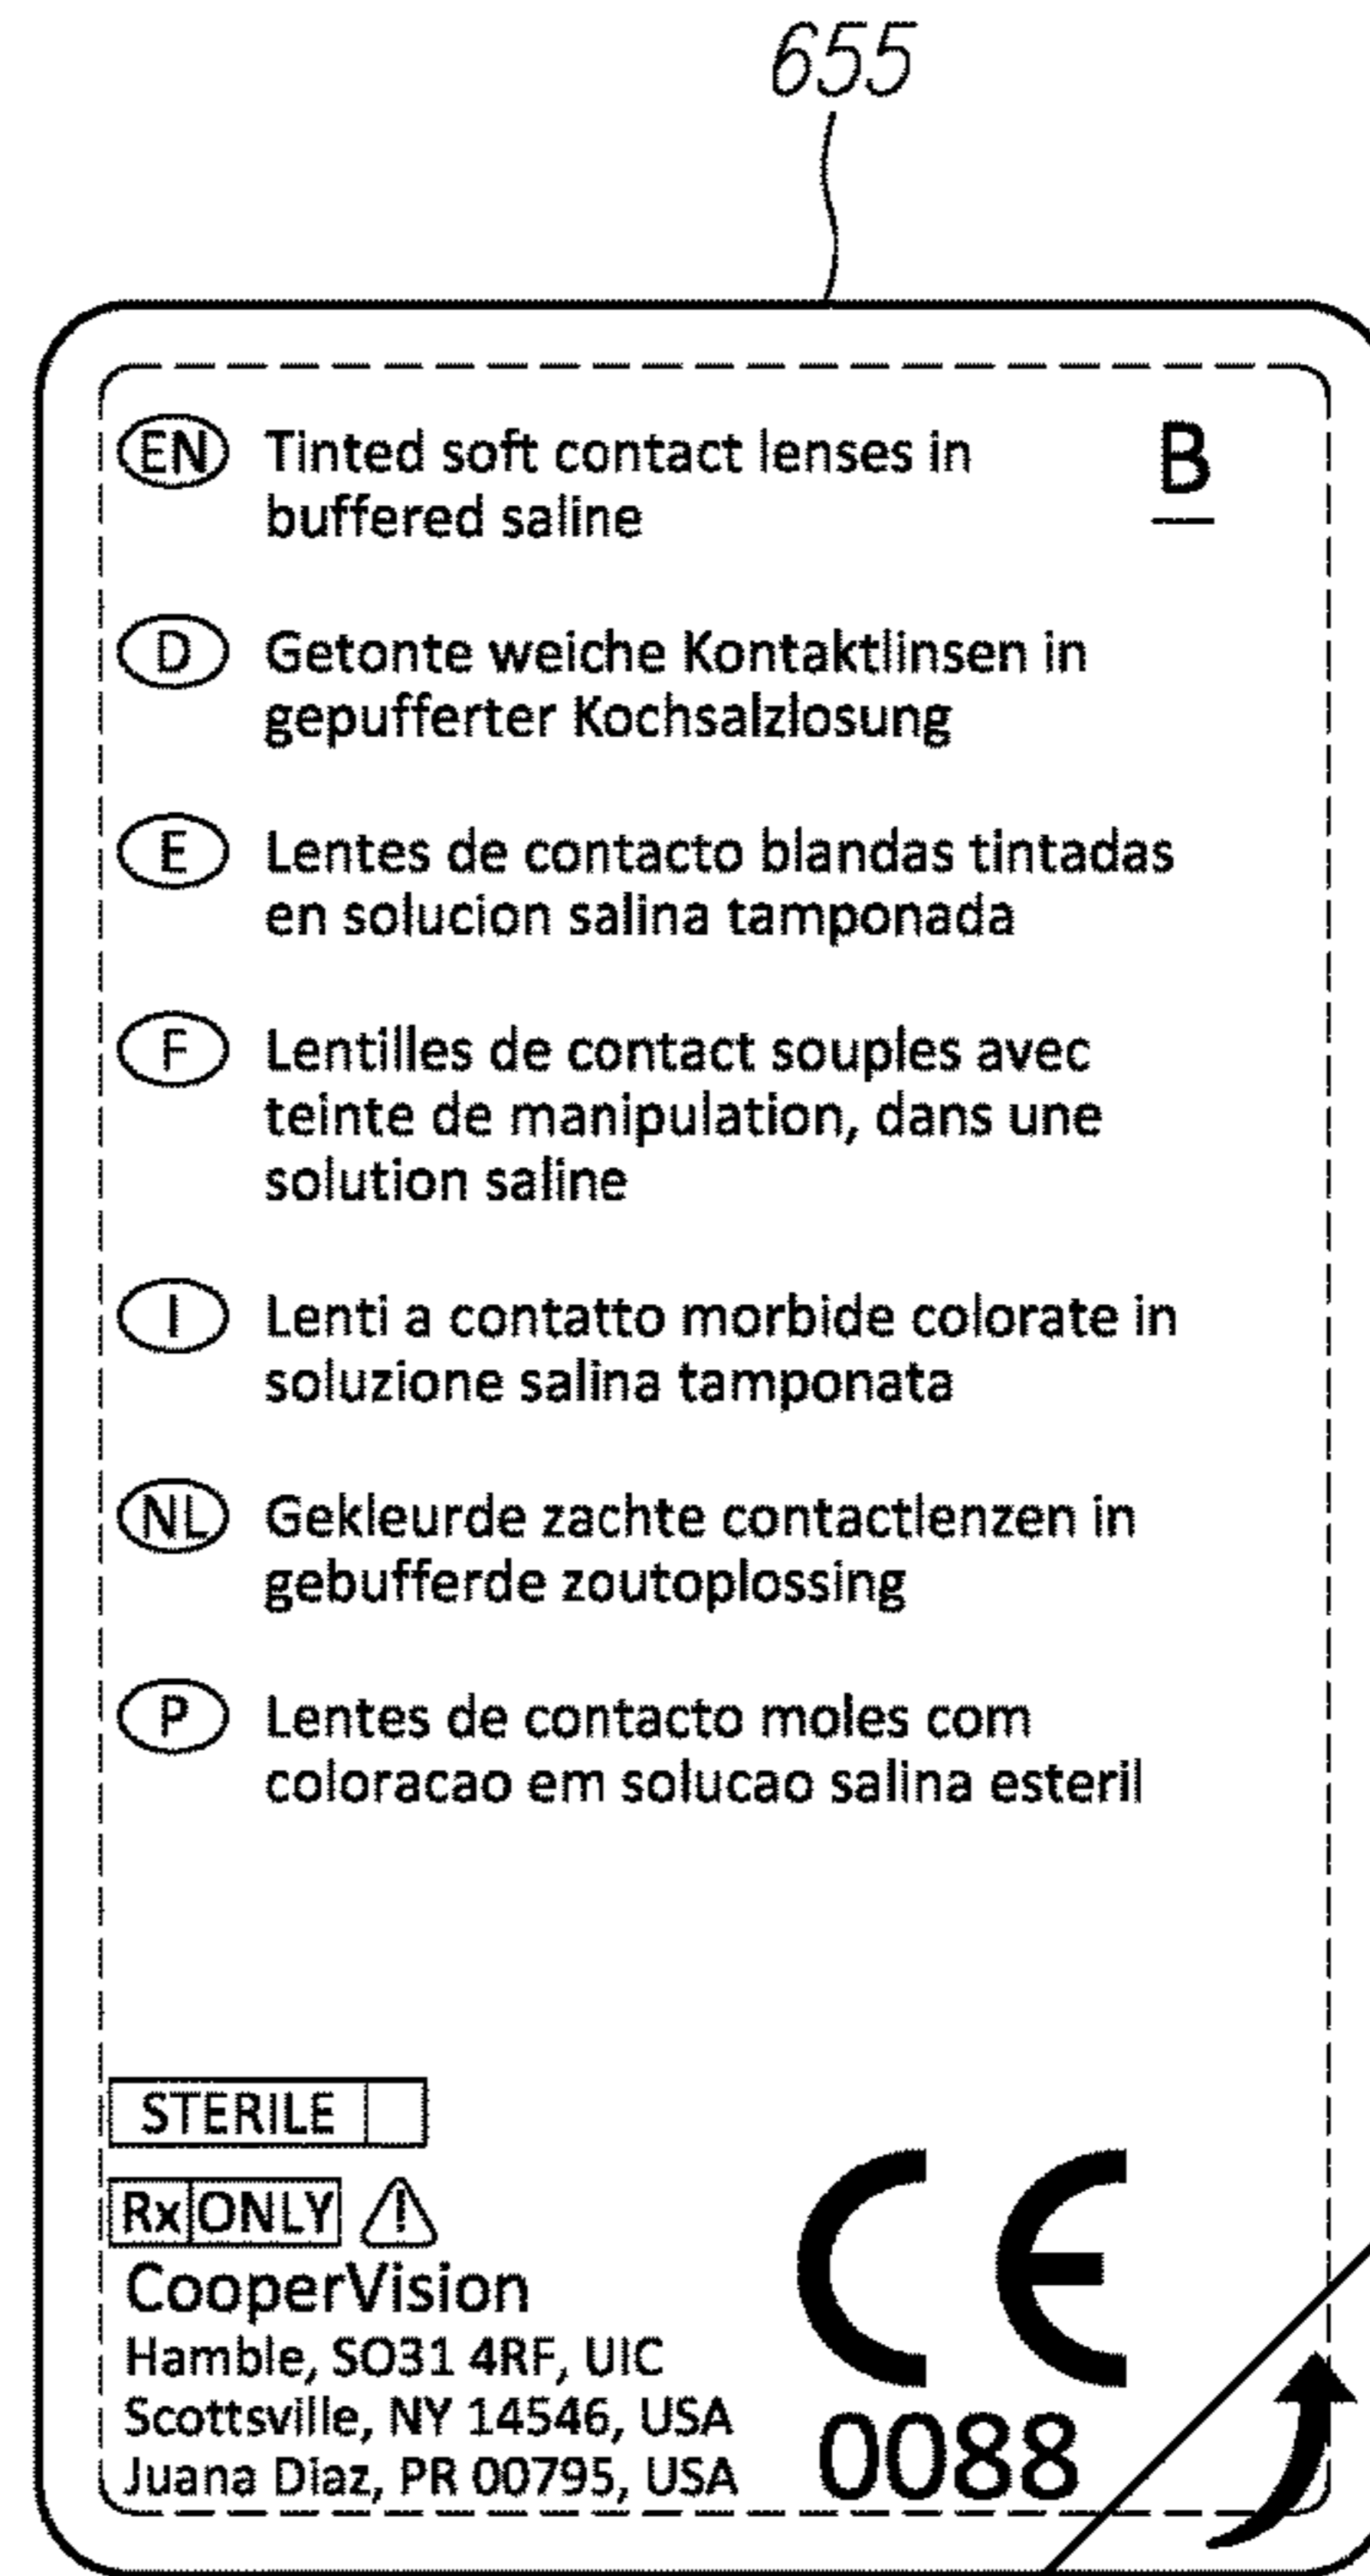 655
EN Tinted soft contact lenses in B
buffered saline
D Getonte weiche Kontaktlinsen in
gepufferter Kochsalzlosung
E Lentes de contacto blandas tintadas
en solucion salina tamponada
F Lentilles de contact souples avec
teinte de manipulation, dans une
solution saline
I Lenti a contatto morbide colorate in
soluzione salina tamponata
NL Gekleurde zachte contactlenzen in
gebufferde zoutoplossing
P Lentes de contacto moles com
coloracao em solucao salina esteril
STERILE
Rx ONLY !
CooperVision
Hamble, SO31 4RF, UIC
Scottsville, NY 14546, USA
Juana Diaz, PR 00795, USA
CE
0088